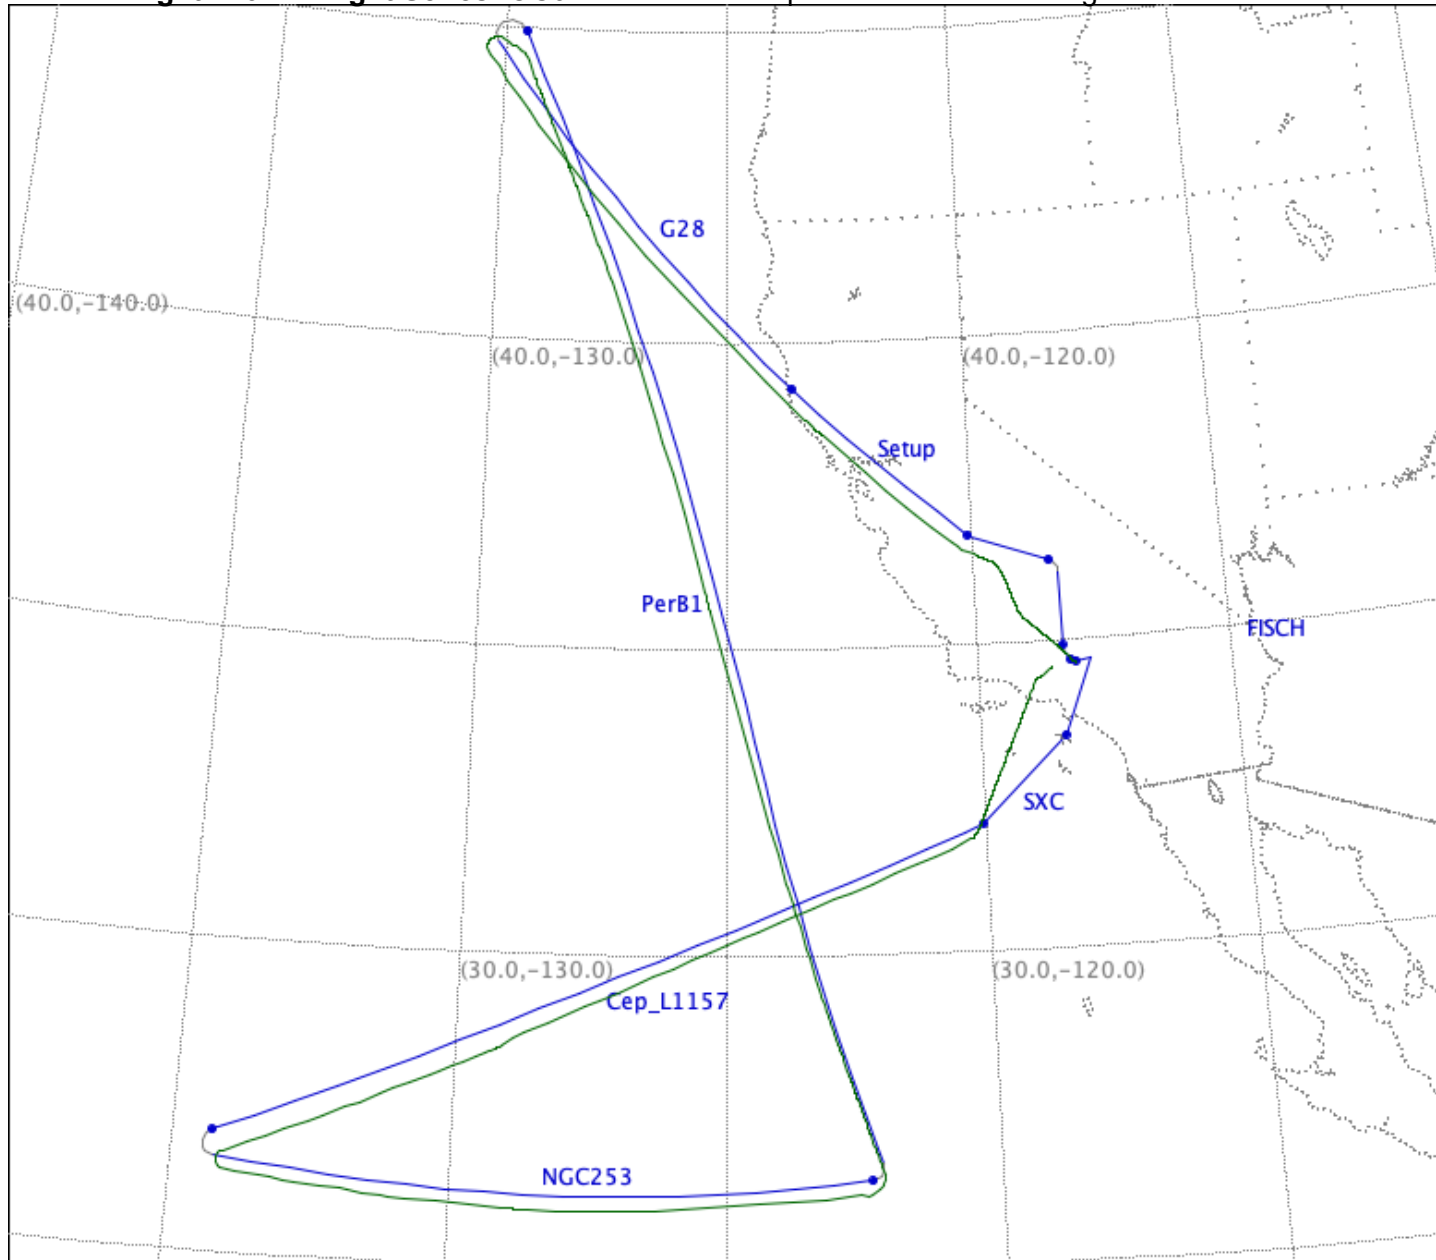 G28
(40.0,-140.0)
(40.0,-130.0)
(40.0,-120.0)
Setup
PerB1
FISCH
SXC
(30.0,-130.0)
(30.0,-120.0)
Cep_L1157
NGC253